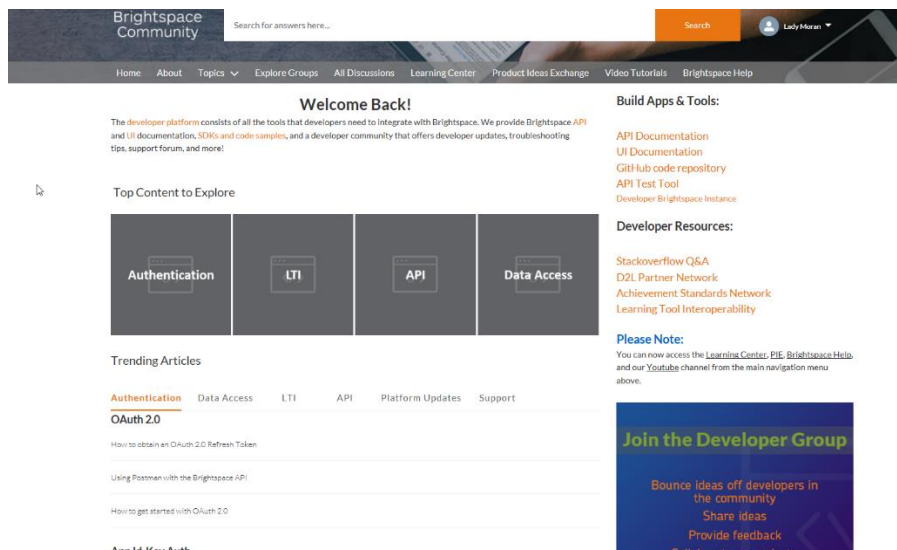 Brightspace
Community
Search for answers here...
Search
Lady Moran
Home About Topics Explore Groups All Discussions Learning Center Product Ideas Exchange Video Tutorials Brightspace Help
Welcome Back!
The developer platform consists of all the tools that developers need to integrate with Brightspace. We provide Brightspace API
and UI documentation, SDKs and code samples, and a developer community that offers developer updates, troubleshooting
tips, support forum, and more!
Top Content to Explore
Authentication
LTI
API
Data Access
Trending Articles
Authentication Data Access LTI API Platform Updates Support
OAuth 2.0
How to obtain an OAuth 2.0 Refresh Token
Using Postman with the Brightspace API
How to get started with OAuth 2.0
App Id-Key Auth
Build Apps & Tools:
API Documentation
UI Documentation
GitHub code repository
API Test Tool
Developer Brightspace Instance
Developer Resources:
Stackoverflow Q&A
D2L Partner Network
Achievement Standards Network
Learning Tool Interoperability
Please Note:
You can now access the Learning Center, PIE, Brightspace Help,
and our Youtube channel from the main navigation menu
above.
Join the Developer Group
Bounce ideas off developers in
the community
Share ideas
Provide feedback